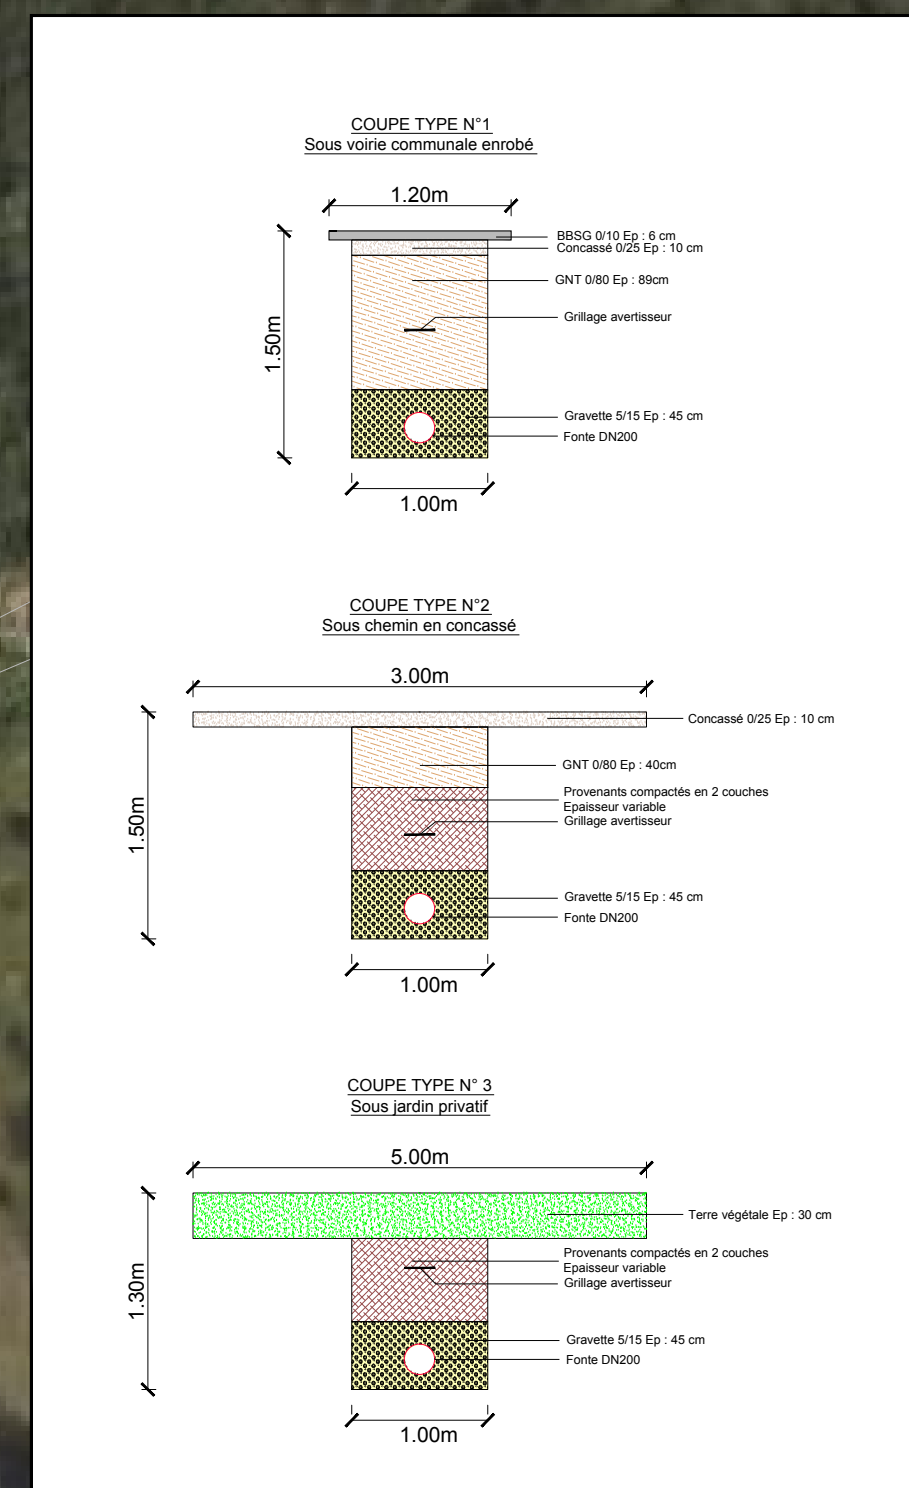 COUPE TYPE N°1
Sous voirie communale enrobé
1.20m
BBSG 0/10 Ep : 6 cm
Concassé 0/25 Ep : 10 cm
GNT 0/80 Ep : 89cm
Grillage avertisseur
1.50m
Gravette 5/15 Ep : 45 cm
Fonte DN200
1.00m
COUPE TYPE N°2
Sous chemin en concassé
3.00m
Concassé 0/25 Ep : 10 cm
GNT 0/80 Ep : 40cm
Provenants compactés en 2 couches
Epaisseur variable
Grillage avertisseur
1.50m
Gravette 5/15 Ep : 45 cm
Fonte DN200
1.00m
COUPE TYPE N° 3
Sous jardin privatif
5.00m
Terre végétale Ep : 30 cm
Provenants compactés en 2 couches
Epaisseur variable
Grillage avertisseur
1.30m
Gravette 5/15 Ep : 45 cm
Fonte DN200
1.00m